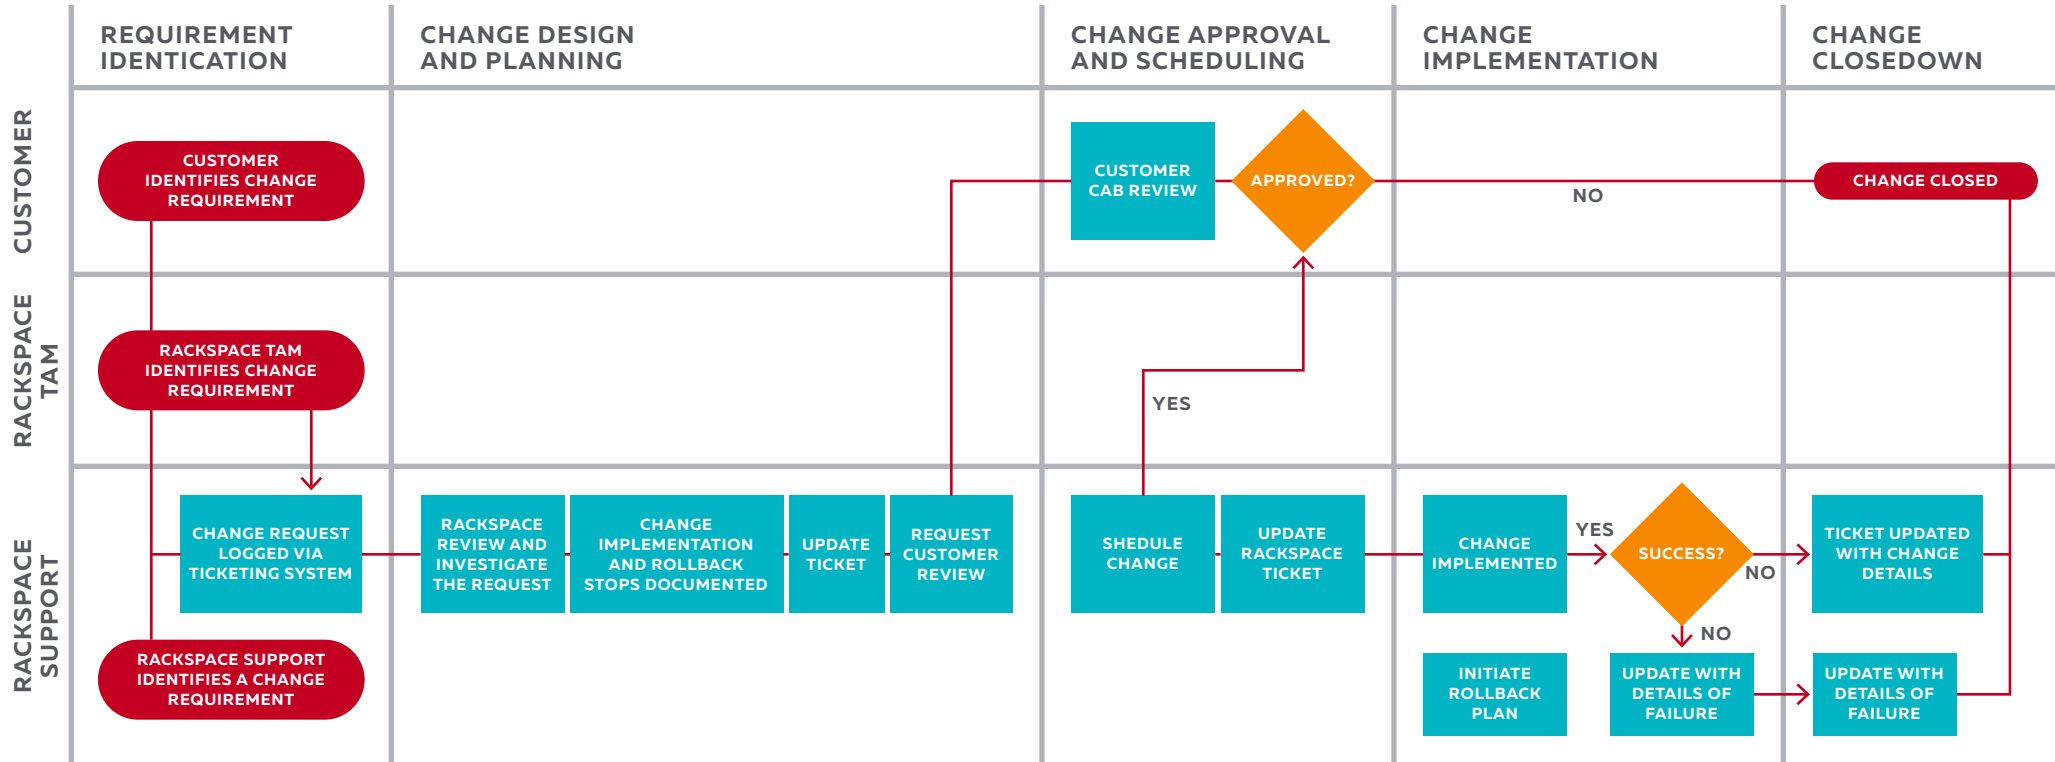 REQUIREMENT
IDENTICATION
CHANGE DESIGN
AND PLANNING
CHANGE APPROVAL
AND SCHEDULING
CHANGE
IMPLEMENTATION
CHANGE
CLOSEDOWN
CUSTOMER
CUSTOMER
IDENTIFIES CHANGE
REQUIREMENT
CUSTOMER
CAB REVIEW
APPROVED?
NO
CHANGE CLOSED
RACKSPACE
TAM
RACKSPACE TAM
IDENTIFIES CHANGE
REQUIREMENT
YES
RACKSPACE
SUPPORT
CHANGE REQUEST
LOGGED VIA
TICKETING SYSTEM
RACKSPACE
REVIEW AND
INVESTIGATE
THE REQUEST
CHANGE
IMPLEMENTATION
AND ROLLBACK
STOPS DOCUMENTED
UPDATE
TICKET
REQUEST
CUSTOMER
REVIEW
SHEDULE
CHANGE
UPDATE
RACKSPACE
TICKET
CHANGE
IMPLEMENTED
YES
SUCCESS?
NO
TICKET UPDATED
WITH CHANGE
DETAILS
NO
RACKSPACE SUPPORT
IDENTIFIES A CHANGE
REQUIREMENT
INITIATE
ROLLBACK
PLAN
UPDATE WITH
DETAILS OF
FAILURE
UPDATE WITH
DETAILS OF
FAILURE